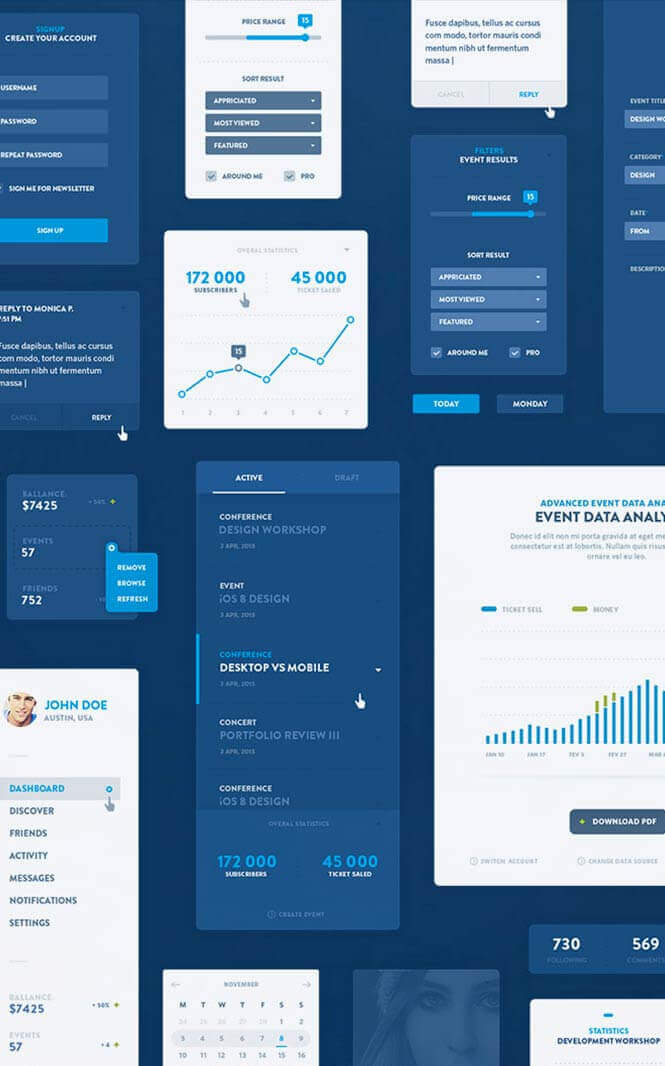 SIGNUP
CREATE YOUR ACCOUNT
USERNAME
PASSWORD
REPEAT PASSWORD
SIGN ME FOR NEWSLETTER
SIGN UP
PRICE RANGE
15
SORT RESULT
APPRICIATED
MOST VIEWED
FEATURED
AROUND ME
PRO
Fusce dapibus, tellus ac cursus
com modo, tortor mauris condi
mentum nibh ut fermentum
massa |
CANCEL
REPLY
EVENT TITLE
DESIGN WO
CATEGORY
DESIGN
DATE
FROM
DESCRIPTIO
FILTERS
EVENT RESULTS
PRICE RANGE
15
SORT RESULT
APPRICIATED
MOST VIEWED
FEATURED
AROUND ME
PRO
TODAY
MONDAY
OVERAL STATISTICS
172 000
SUBSCRIBERS
45 000
TICKET SALED
15
1 2 3 4 5 6 7
REPLY TO MONICA P.
7:51 PM
Fusce dapibus, tellus ac cursus
com modo, tortor mauris condi
mentum nibh ut fermentum
massa |
CANCEL
REPLY
BALLANCE
$7425
+ 50%
EVENTS
57
FRIENDS
752
REMOVE
BROWSE
REFRESH
ACTIVE
DRAFT
CONFERENCE
DESIGN WORKSHOP
3 APR, 2015
EVENT
iOS 8 DESIGN
3 APR, 2015
CONFERENCE
DESKTOP VS MOBILE
3 APR, 2015
CONCERT
PORTFOLIO REVIEW III
3 APR, 2015
CONFERENCE
iOS 8 DESIGN
OVERAL STATISTICS
172 000
SUBSCRIBERS
45 000
TICKET SALED
CREATE EVENT
ADVANCED EVENT DATA ANA
EVENT DATA ANALY
Donec id elit non mi porta gravida at eget me
consectetur est at lobortis. Nullam quis risus
ornare vel eu leo.
TICKET SELL
MONEY
JAN 10
JAN 17
FEV 5
FEV 27
MAR
DOWNLOAD PDF
SWITCH ACCOUNT
CHANGE DATA SOURCE
JOHN DOE
AUSTIN, USA
DASHBOARD
DISCOVER
FRIENDS
ACTIVITY
MESSAGES
NOTIFICATIONS
SETTINGS
BALLANCE
$7425
+ 50%
EVENTS
57
+ 4
NOVEMBER
M T W T F S S
24 25 26 27 28 1 2
3 4 5 6 7 8 9
10 11 12 13 14 15 16
730
FOLLOWING
569
COMMENTS
STATISTICS
DEVELOPMENT WORKSHOP